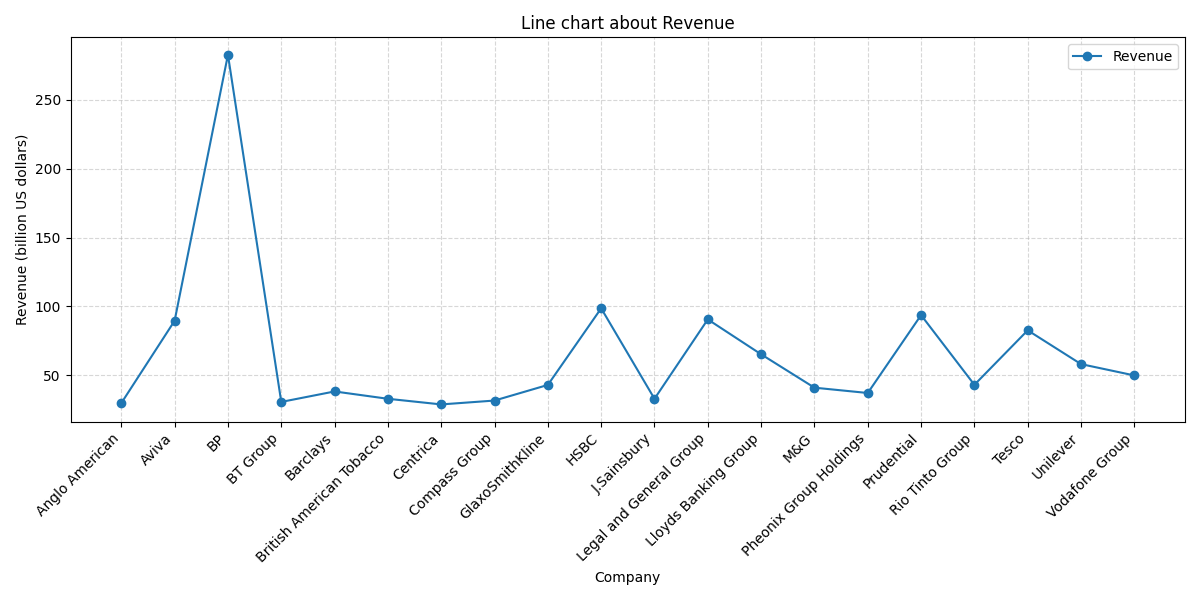 Line chart about Revenue
Revenue
Revenue (billion US dollars)
250
200
150
100
50
Anglo American
Aviva
BP
BT Group
Barclays
British American Tobacco
Centrica
Compass Group
GlaxoSmithKline
HSBC
J.Sainsbury
Legal and General Group
Lloyds Banking Group
M&G
Pheonix Group Holdings
Prudential
Rio Tinto Group
Tesco
Unilever
Vodafone Group
Company